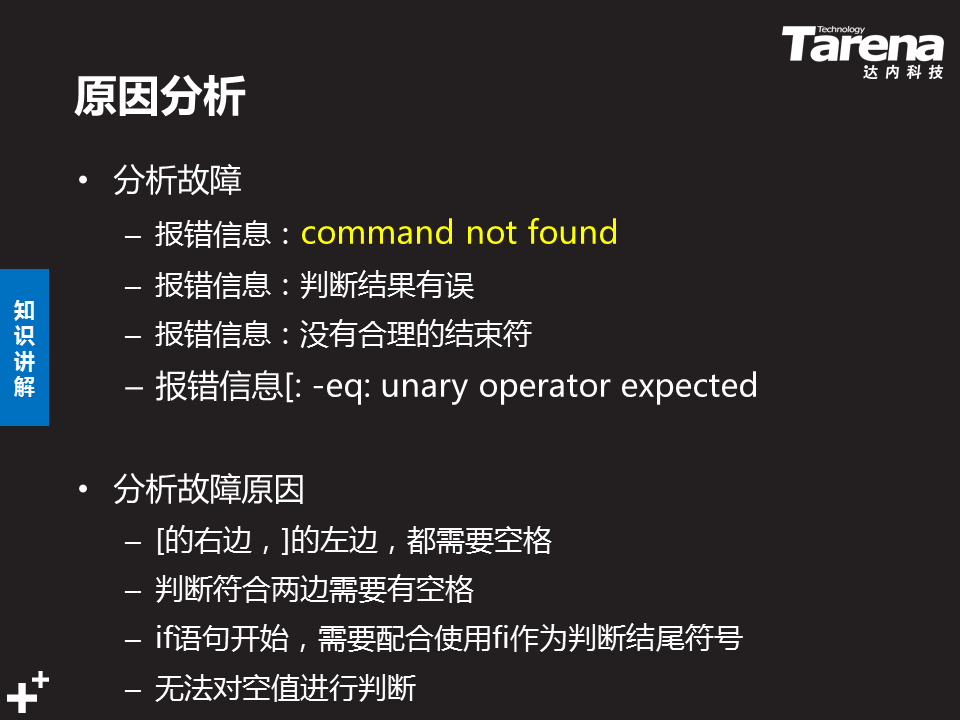 Technology
Tarena
达内科技
原因分析
• 分析故障
– 报错信息：command not found
– 报错信息：判断结果有误
– 报错信息：没有合理的结束符
– 报错信息[: -eq: unary operator expected
知识讲解
• 分析故障原因
– [的右边，]的左边，都需要空格
– 判断符合两边需要有空格
– if语句开始，需要配合使用fi作为判断结尾符号
– 无法对空值进行判断